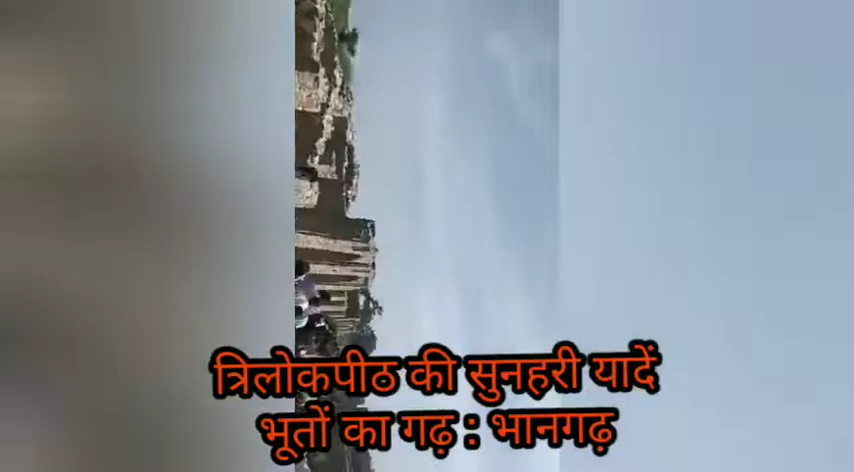 त्रिलोकपीठ की सुनहरी यादें
भूतों का गढ़ : भानगढ़